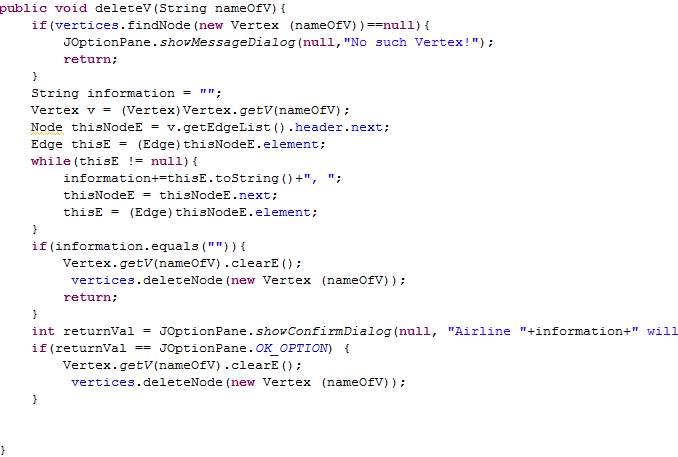 public void deleteV(String nameOfV){
if(vertices.findNode(new Vertex (nameOfV))==null){
JOptionPane.showMessageDialog(null,"No such Vertex!");
return;
}
String information = "";
Vertex v = (Vertex)Vertex.getV(nameOfV);
Node thisNodeE = v.getEdgeList().header.next;
Edge thisE = (Edge)thisNodeE.element;
while(thisE != null){
information+=thisE.toString()+", ";
thisNodeE = thisNodeE.next;
thisE = (Edge)thisNodeE.element;
}
if(information.equals("")){
Vertex.getV(nameOfV).clearE();
vertices.deleteNode(new Vertex (nameOfV));
return;
}
int returnVal = JOptionPane.showConfirmDialog(null, "Airline "+information+" will
if(returnVal == JOptionPane.OK_OPTION) {
Vertex.getV(nameOfV).clearE();
vertices.deleteNode(new Vertex (nameOfV));
}
}